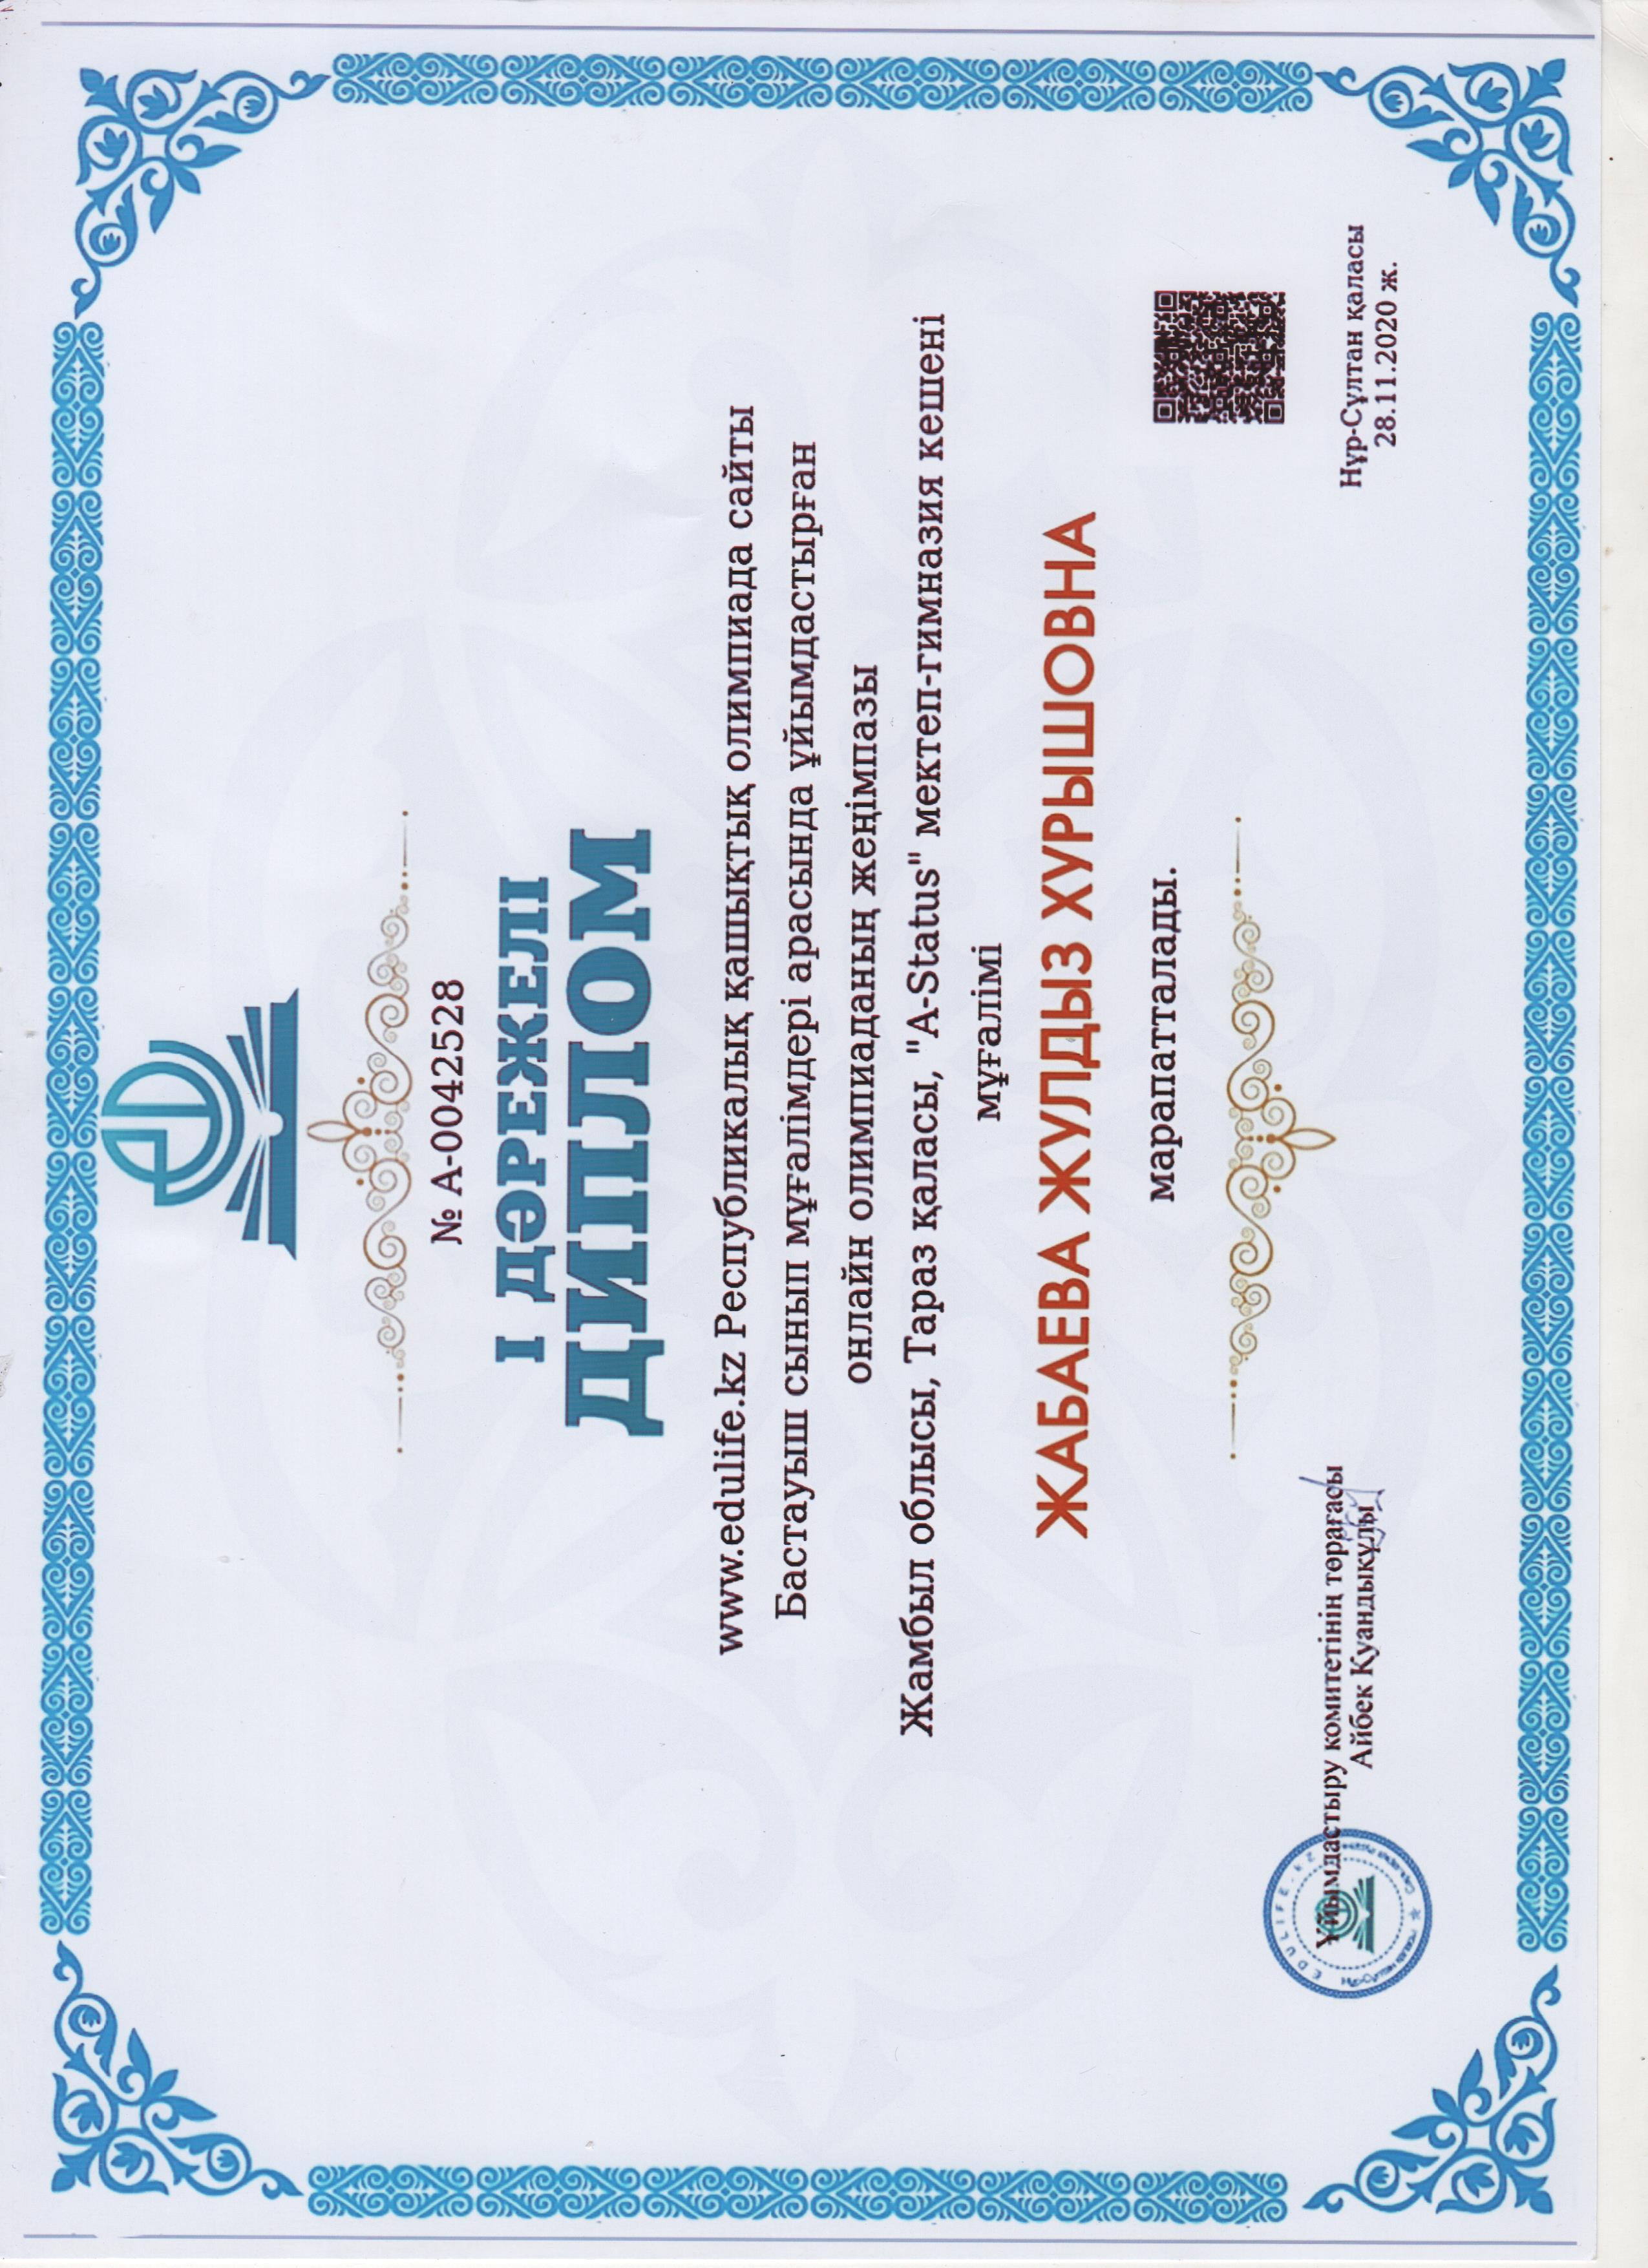 № A-0042528
І ДӘРЕЖЕЛІ
ДИПЛОМ
www.edulife.kz Республикалық қашықтық олимпиада сайты
Бастауыш сынып мұғалімдері арасында ұйымдастырған
онлайн олимпиаданың жеңімпазы
Жамбыл облысы, Тараз қаласы, "A-Status" мектеп-гимназия кешені
мұғалімі
ЖАБАЕВА ЖУЛДЫЗ ХУРЫШОВНА
марапатталады.
EDULIFE.KZ
Ұйымдастыру комитетінің төрағасы
Айбек Қуандықұлы
Нұр-Сұлтан қаласы
28.11.2020 ж.